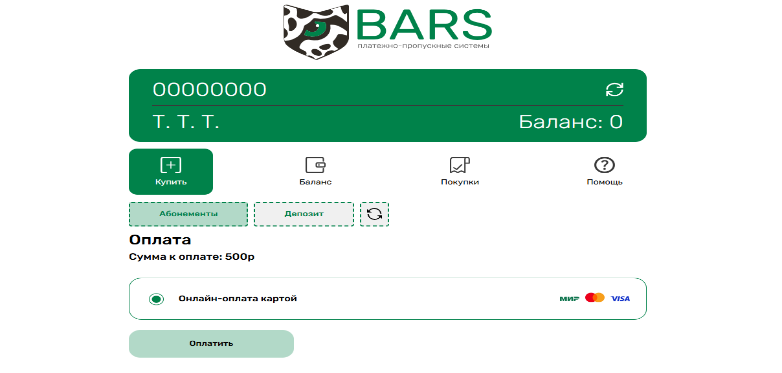 BARS
платежно-пропускные системы
00000000
Т. Т. Т.
Баланс: 0
Купить
Баланс
Покупки
Помощь
Абонементы
Депозит
Оплата
Сумма к оплате: 500р
Онлайн-оплата картой
МИР
VISA
Оплатить